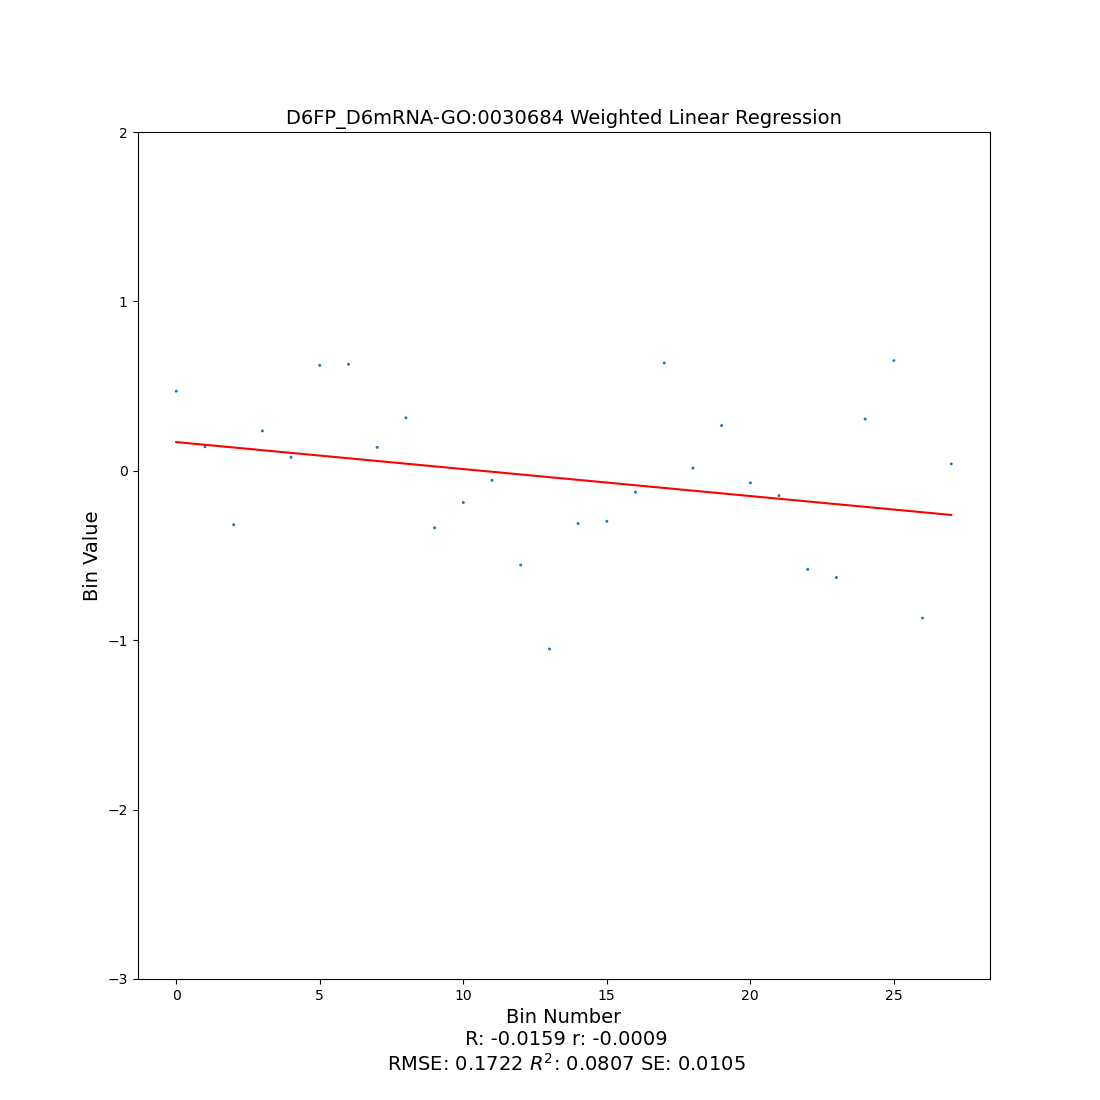 D6FP_D6mRNA-GO:0030684 Weighted Linear Regression
2
1
0
−1
−2
−3
Bin Value
0 5 10 15 20 25
Bin Number
R: -0.0159 r: -0.0009
RMSE: 0.1722 R²: 0.0807 SE: 0.0105